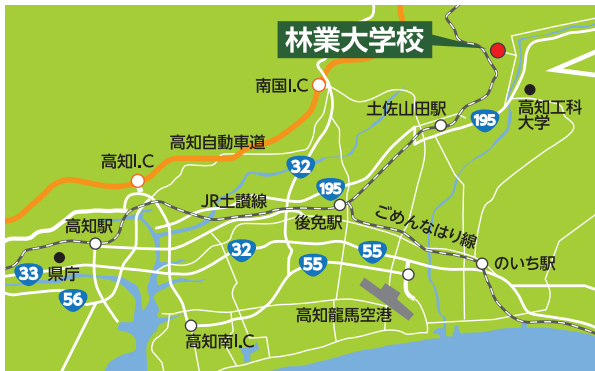 林業大学校
南国I.C
土佐山田駅
高知工科
大学
195
高知自動車道
高知I.C
32
195
JR土讃線
後免駅
ごめんなはり線
高知駅
県庁
33
56
32
55
55
のいち駅
高知龍馬空港
高知南I.C